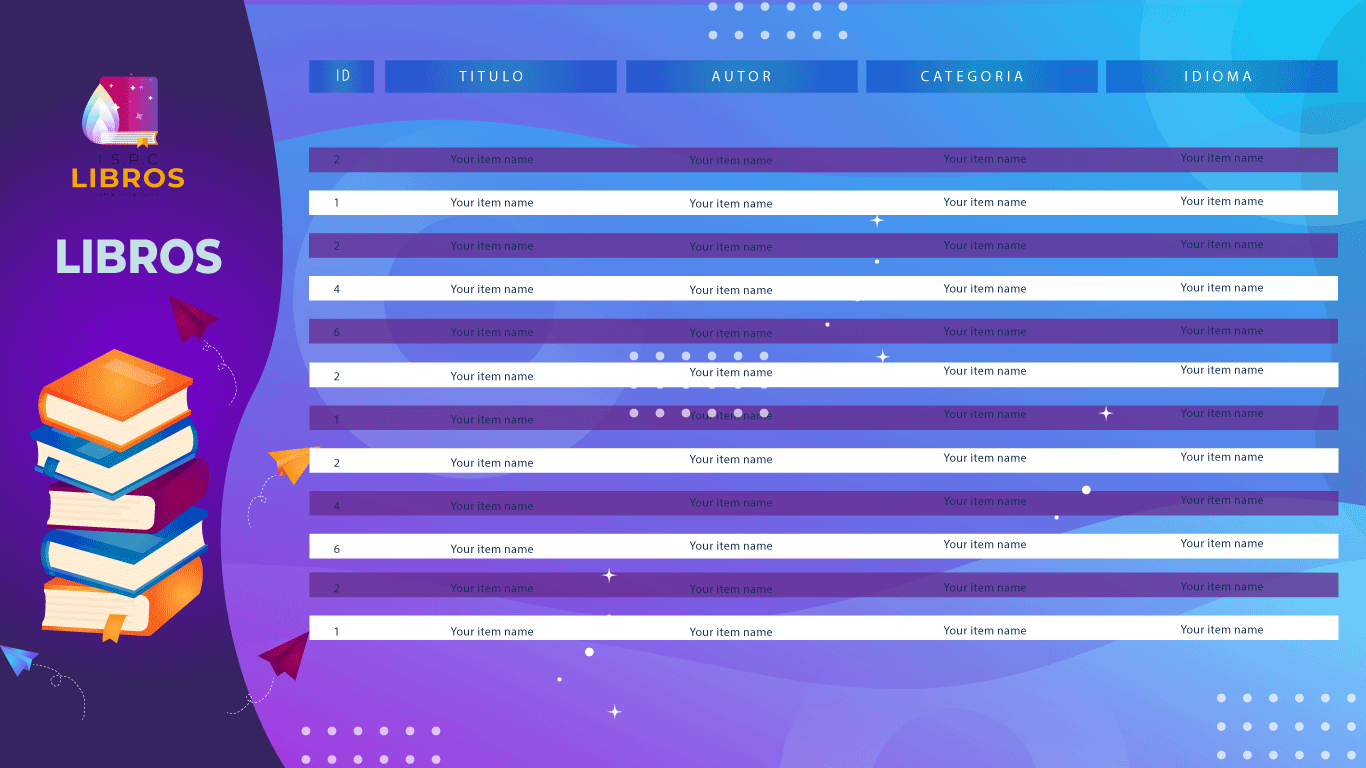 I.S.P.C
LIBROS
LIBROS
ID TITULO AUTOR CATEGORIA IDIOMA
2 Your item name Your item name Your item name Your item name
1 Your item name Your item name Your item name Your item name
2 Your item name Your item name Your item name Your item name
4 Your item name Your item name Your item name Your item name
6 Your item name Your item name Your item name Your item name
2 Your item name Your item name Your item name Your item name
1 Your item name Your item name Your item name Your item name
2 Your item name Your item name Your item name Your item name
4 Your item name Your item name Your item name Your item name
6 Your item name Your item name Your item name Your item name
2 Your item name Your item name Your item name Your item name
1 Your item name Your item name Your item name Your item name